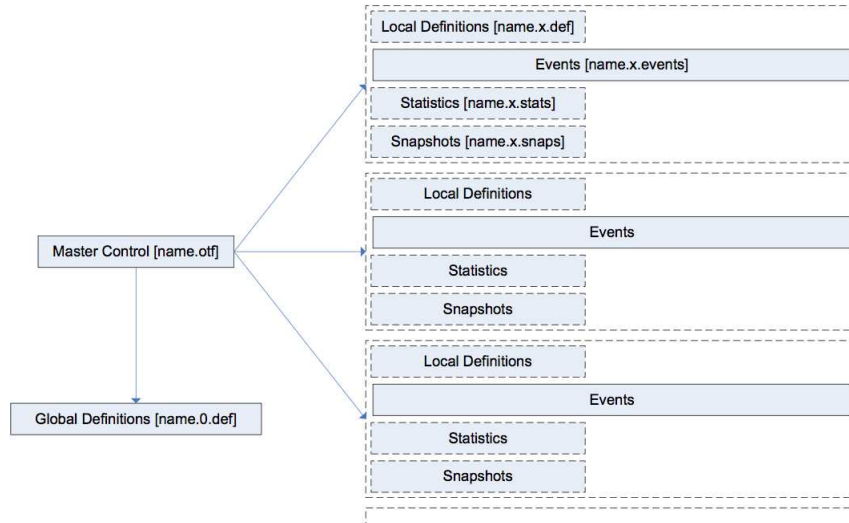 Local Definitions [name.x.def]
Events [name.x.events]
Statistics [name.x.stats]
Snapshots [name.x.snaps]
Local Definitions
Events
Master Control [name.otf]
Statistics
Snapshots
Local Definitions
Events
Global Definitions [name.0.def]
Statistics
Snapshots